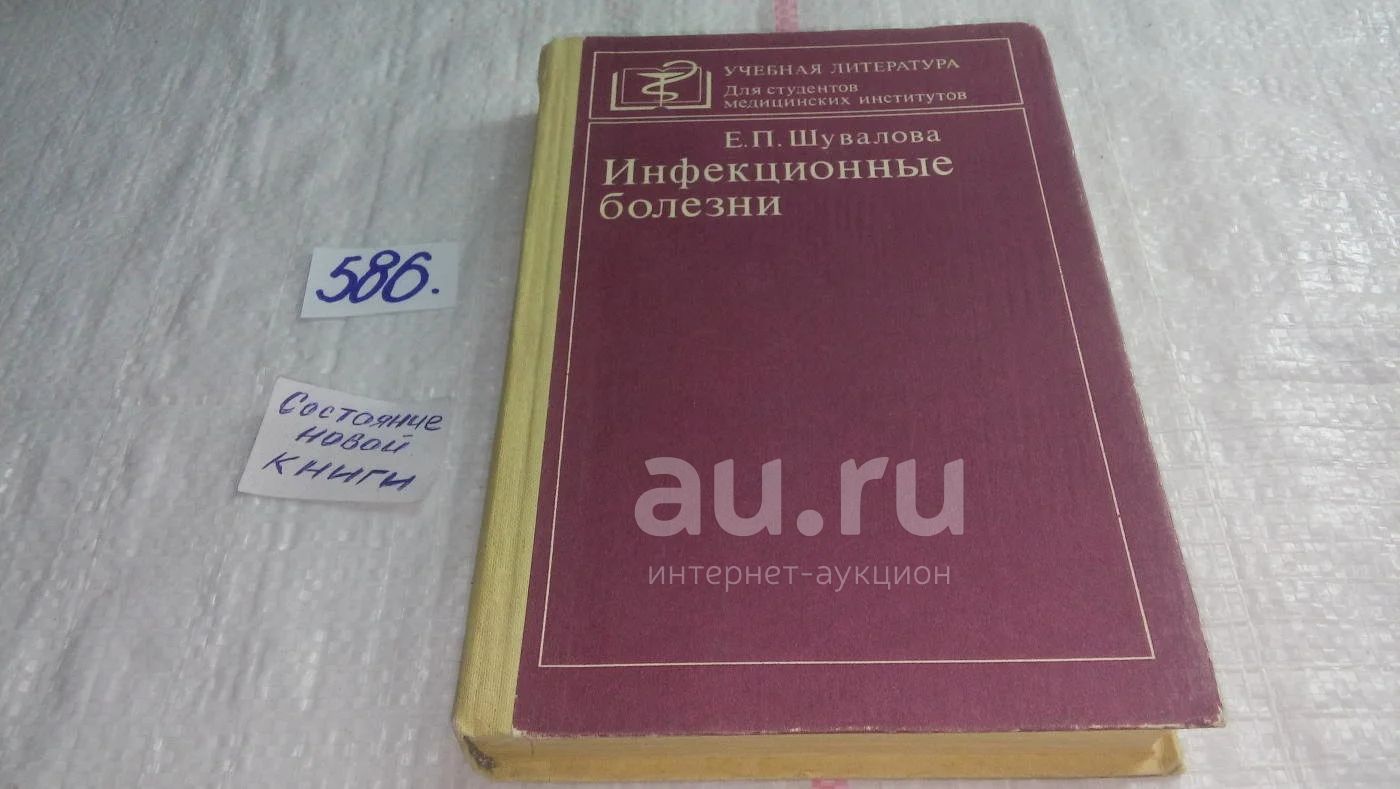 УЧЕБНАЯ ЛИТЕРАТУРА
Для студентов
медицинских институтов
Е.П. Шувалова
Инфекционные
болезни
586.
Состояние
новой
книги
au.ru
интернет-аукцион